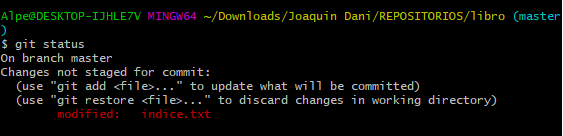 Alpe@DESKTOP-IJHLE7V MINGW64 ~/Downloads/Joaquin Dani/REPOSITORIOS/libro (master
)
$ git status
On branch master
Changes not staged for commit:
  (use "git add <file>..." to update what will be committed)
  (use "git restore <file>..." to discard changes in working directory)
        modified:   indice.txt